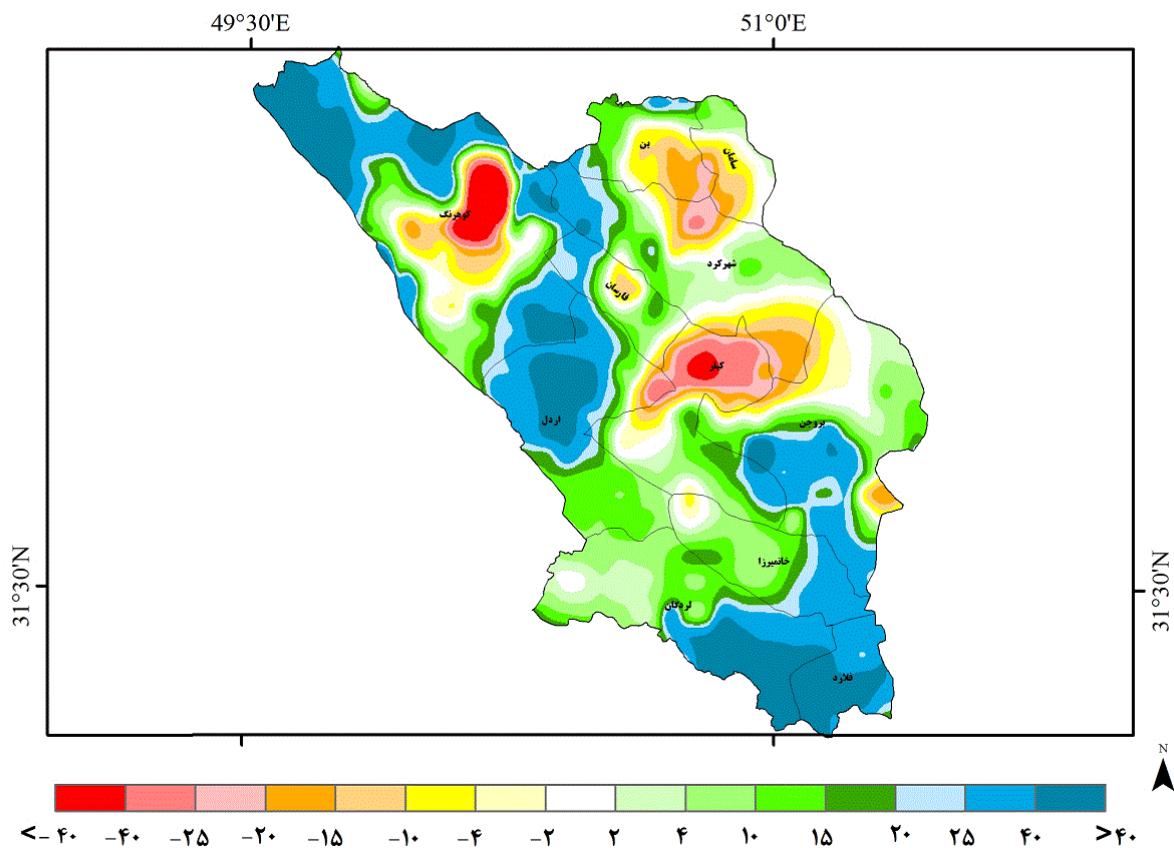 49°30'E 51°0'E
بن
سامان
کوهرنگ
شهرکرد
فارسان
کیار
اردل
بروجن
31°30'N 31°30'N
خانمیرزا
لردگان
فلارد
N
<-۴۰ -۴۰ -۲۵ -۲۰ -۱۵ -۱۰ -۴ -۲ ۲ ۴ ۱۰ ۱۵ ۲۰ ۲۵ ۴۰ >۴۰